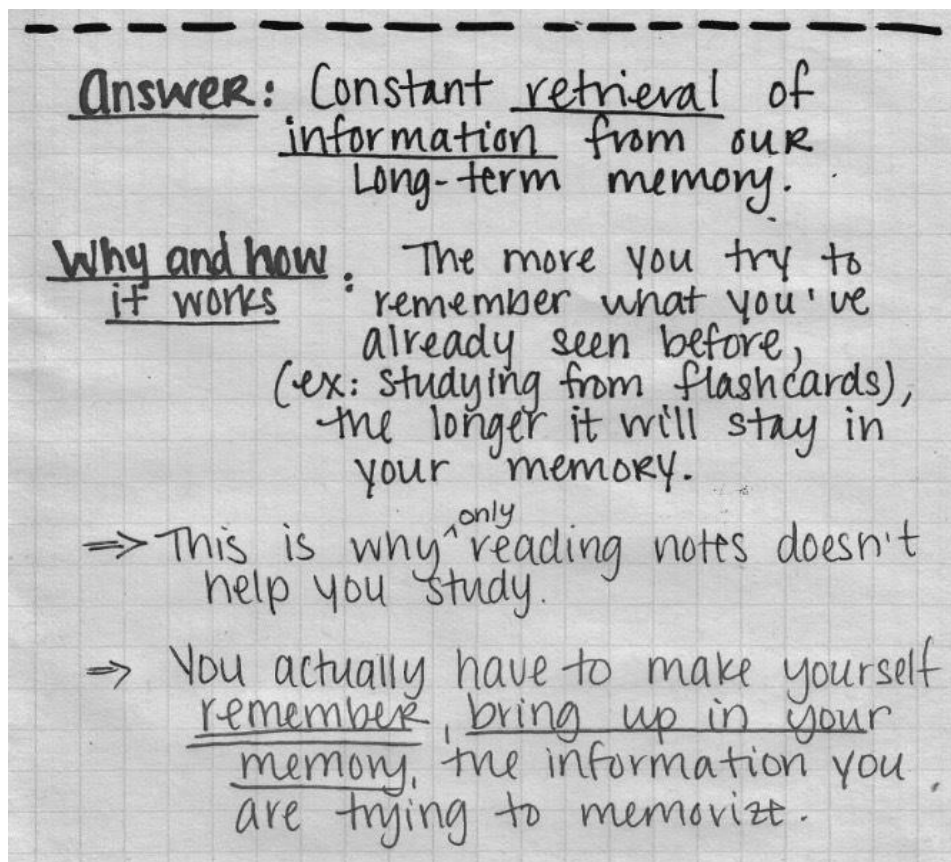 Answer: Constant retrieval of
information from our
Long-term memory.
Why and how
it works : The more you try to
remember what you've
already seen before,
(ex: studying from flashcards),
the longer it will stay in
your memory.
⇒ This is why ^only reading notes doesn't
help you study.
⇒ You actually have to make yourself
remember, bring up in your
memory, the information you
are trying to memorize.